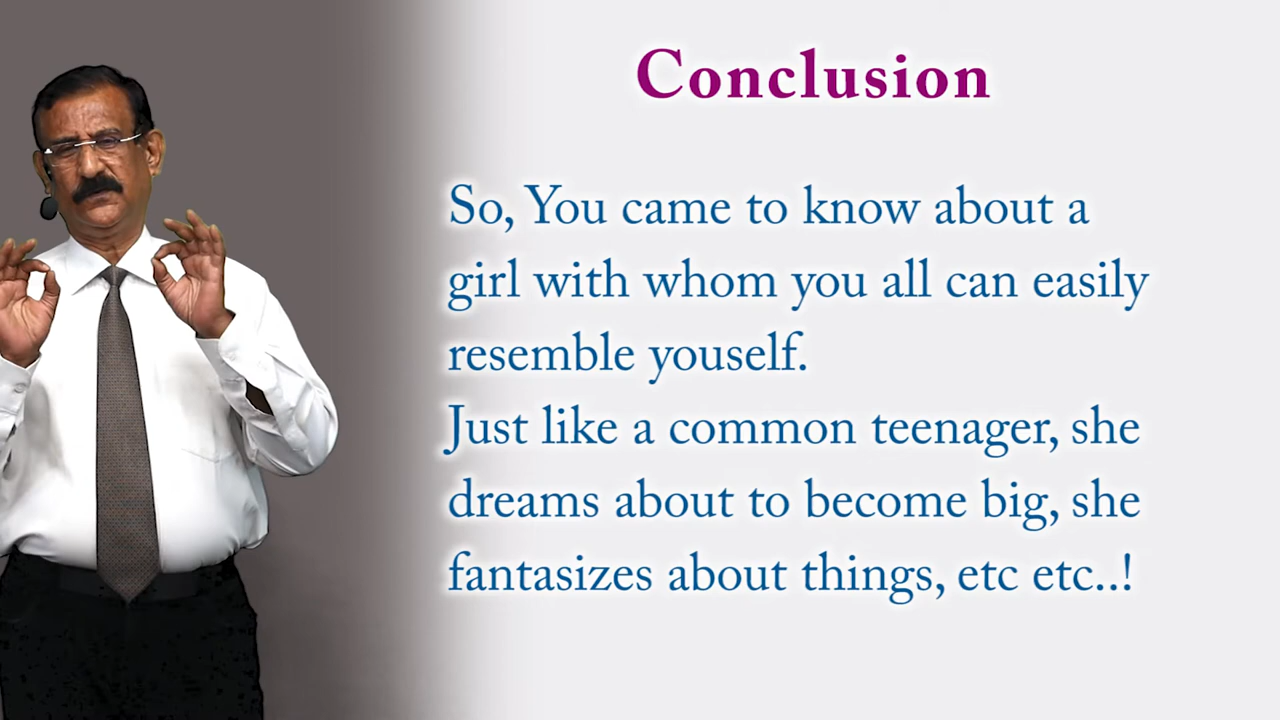 Conclusion
So, You came to know about a
girl with whom you all can easily
resemble youself.
Just like a common teenager, she
dreams about to become big, she
fantasizes about things, etc etc..!